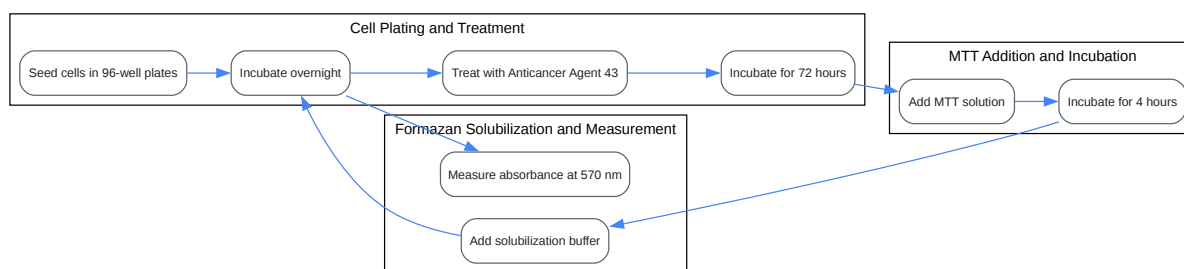 Cell Plating and Treatment
Seed cells in 96-well plates
Incubate overnight
Treat with Anticancer Agent 43
Incubate for 72 hours
MTT Addition and Incubation
Add MTT solution
Incubate for 4 hours
Formazan Solubilization and Measurement
Measure absorbance at 570 nm
Add solubilization buffer